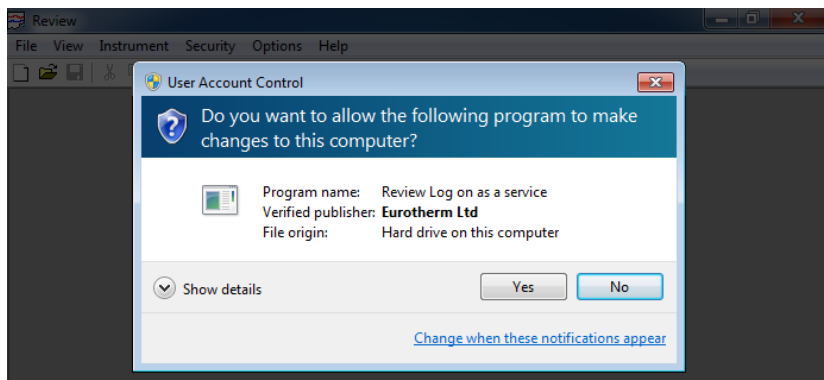 Review
File View Instrument Security Options Help
User Account Control
Do you want to allow the following program to make
changes to this computer?
Program name: Review Log on as a service
Verified publisher: Eurotherm Ltd
File origin: Hard drive on this computer
Show details
Yes No
Change when these notifications appear